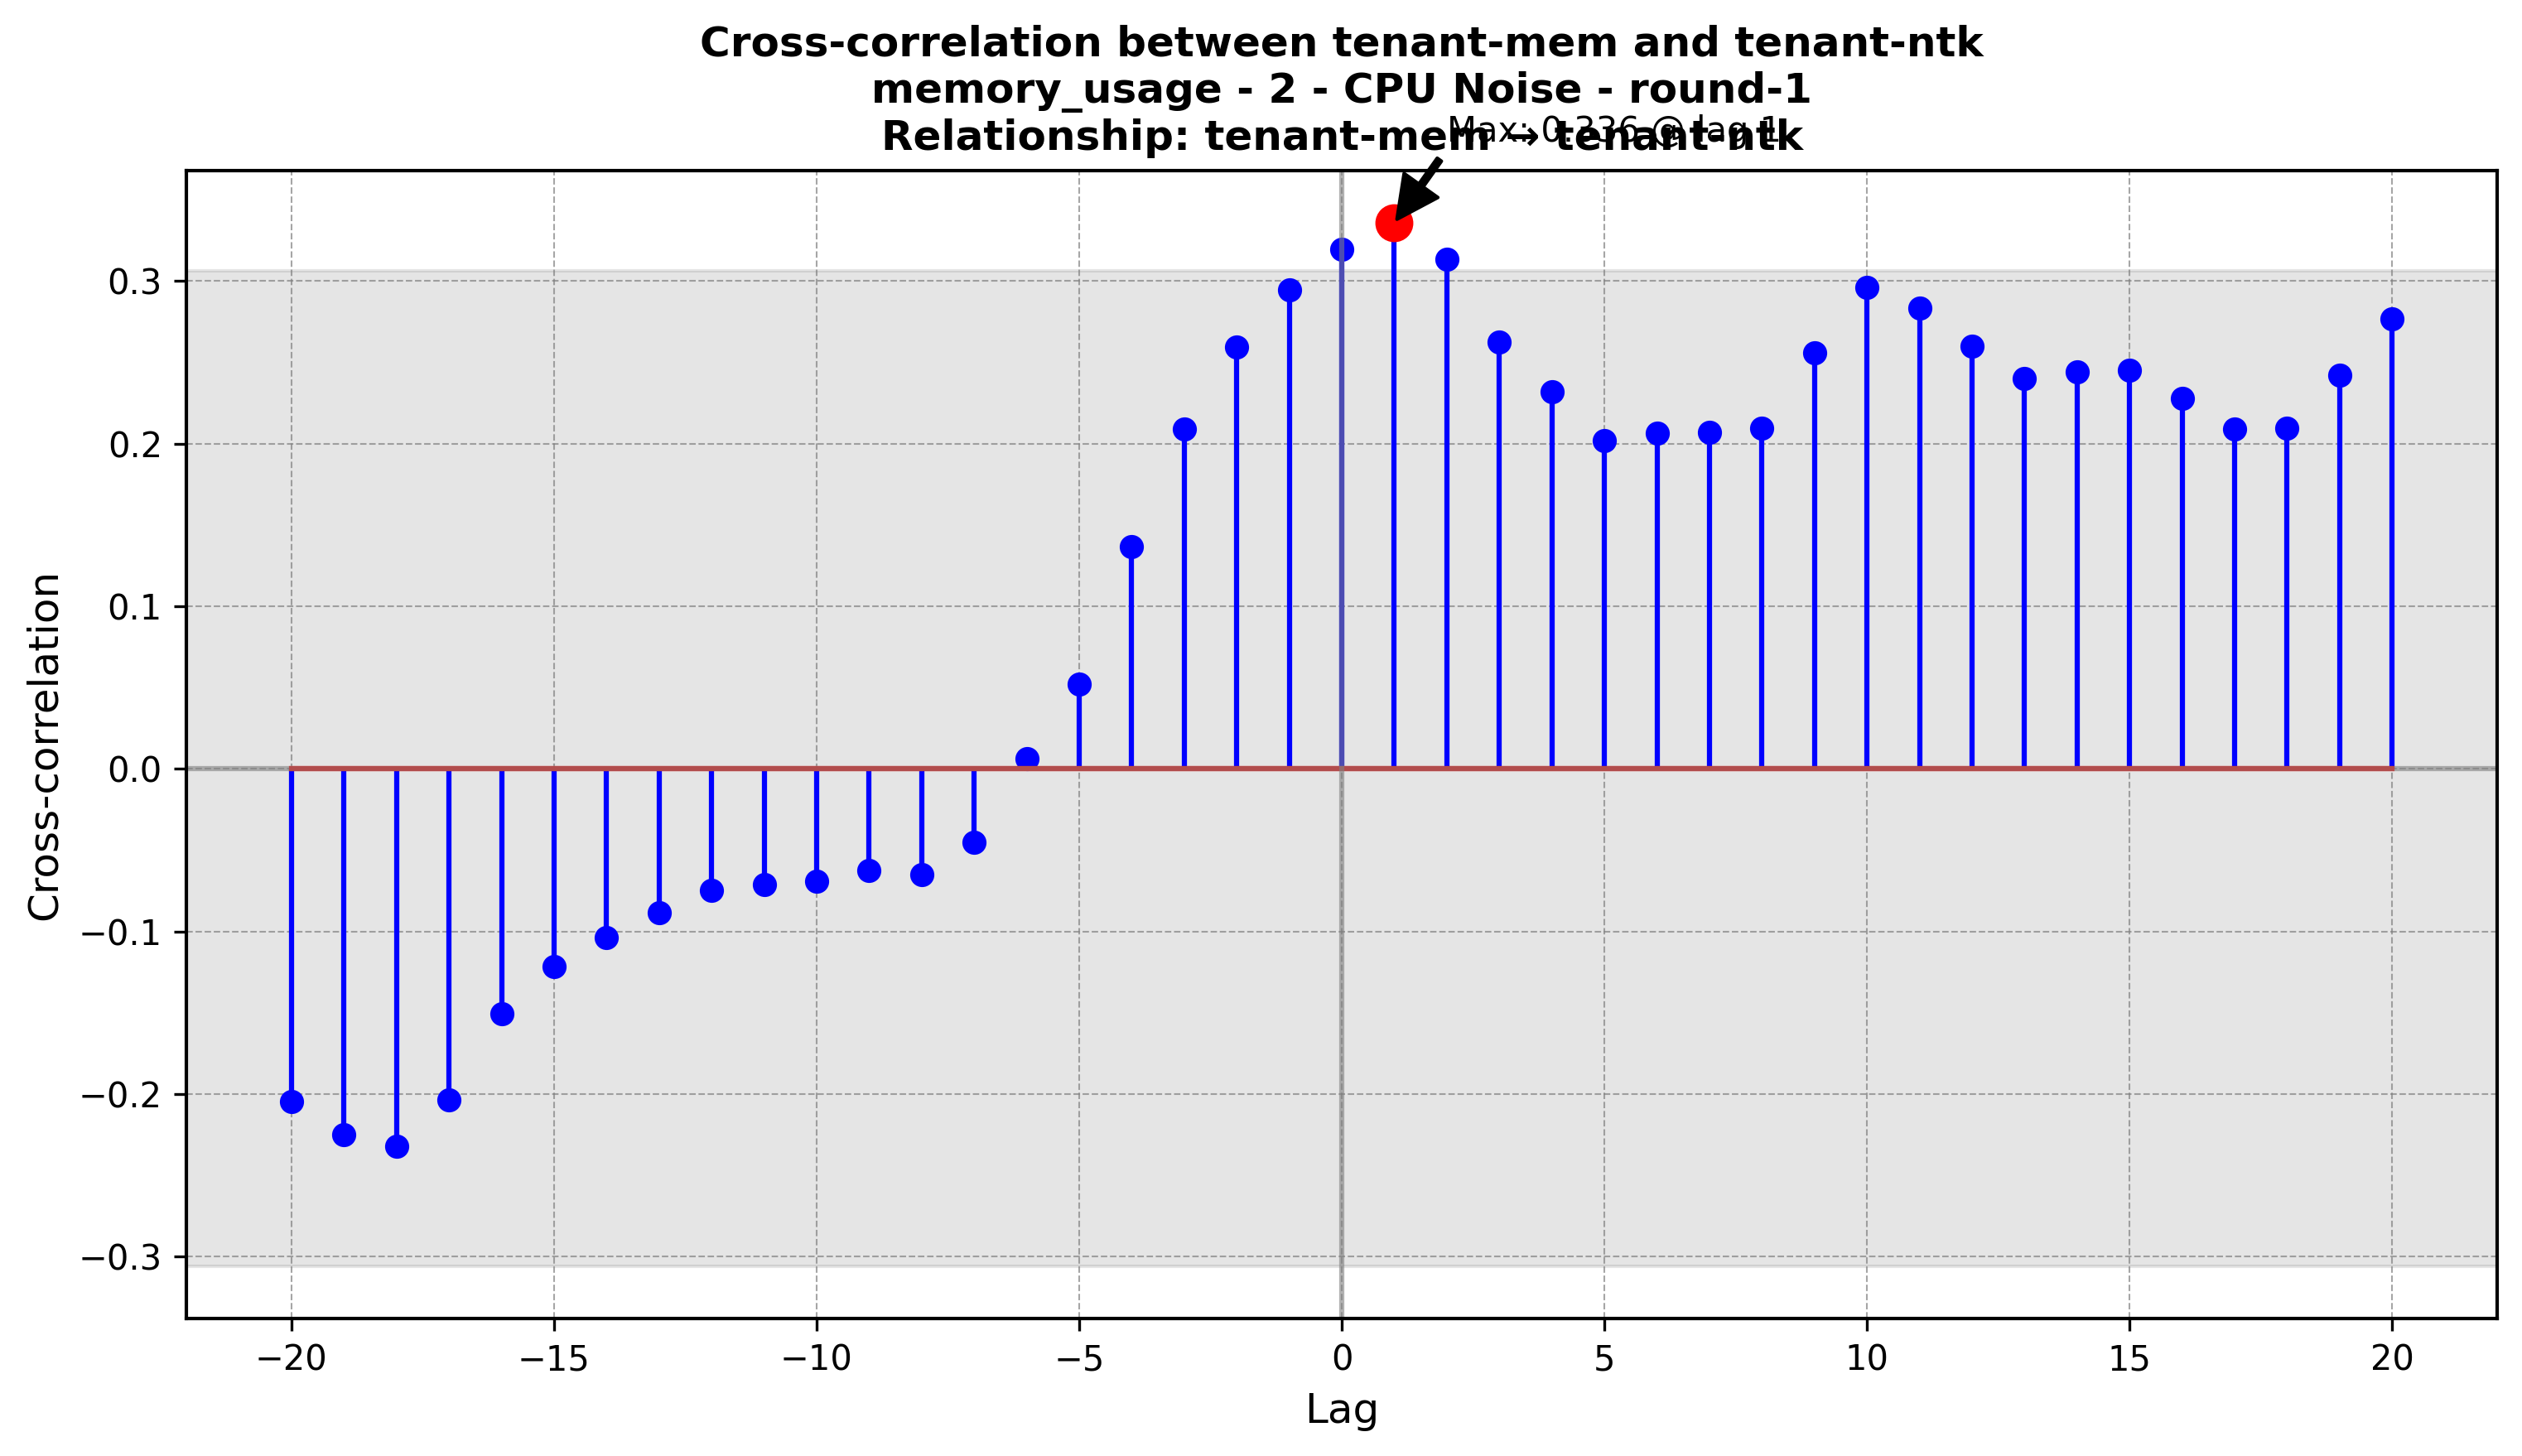 Cross-correlation between tenant-mem and tenant-ntk
memory_usage - 2 - CPU Noise - round-1
Relationship: tenant-mem → tenant-ntk
Max: 0.336 @ lag 1
0.3
0.2
0.1
0.0
−0.1
−0.2
−0.3
Cross-correlation
−20
−15
−10
−5
0
5
10
15
20
Lag